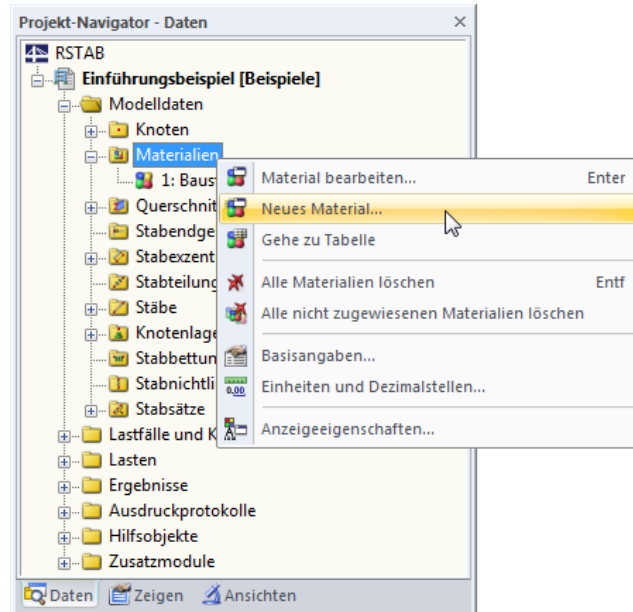 Projekt-Navigator - Daten
RSTAB
Einführungsbeispiel [Beispiele]
Modelldaten
Knoten
Materialien
1: Baus
Material bearbeiten... Enter
Querschnit
Neues Material...
Stabendge
Gehe zu Tabelle
Stabexzent
Stabteilung
Alle Materialien löschen Entf
Stäbe
Alle nicht zugewiesenen Materialien löschen
Knotenlage
Stabbettun
Basisangaben...
Stabnichtli
0,00 Einheiten und Dezimalstellen...
Stabsätze
Lastfälle und K
Anzeigeeigenschaften...
Lasten
Ergebnisse
Ausdruckprotokolle
Hilfsobjekte
Zusatzmodule
Daten Zeigen Ansichten